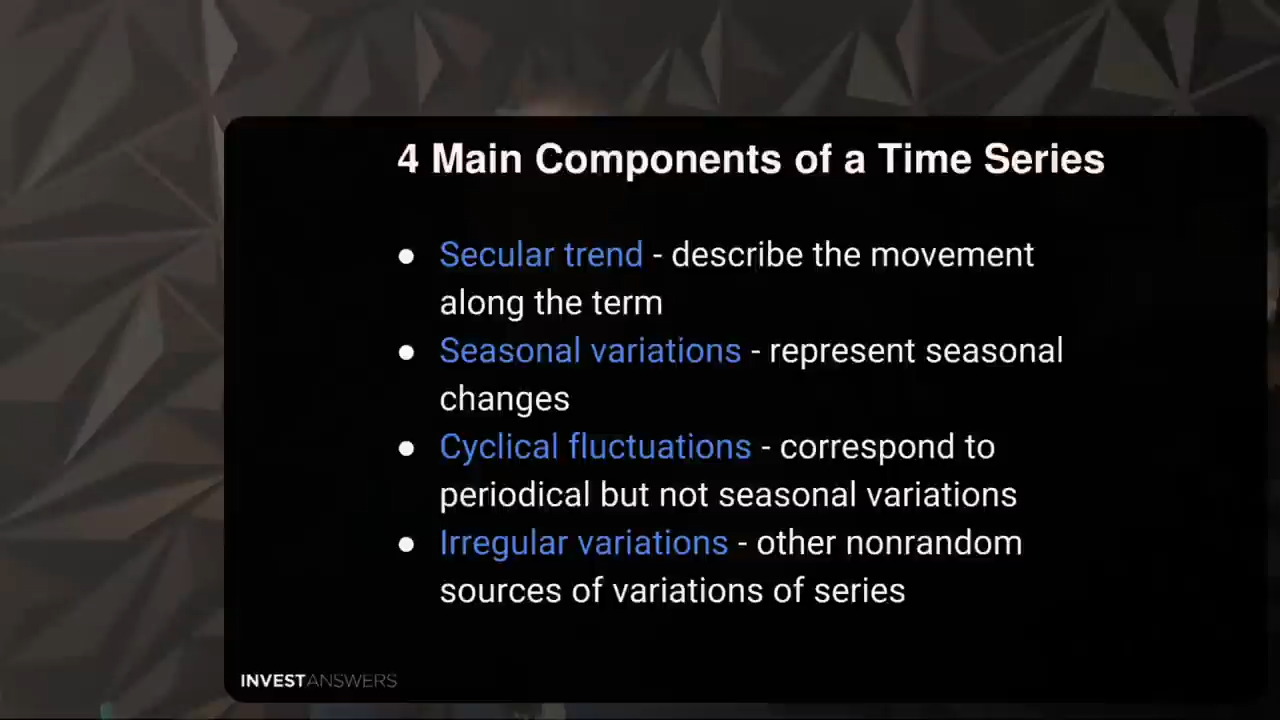 4 Main Components of a Time Series
● Secular trend - describe the movement
along the term
● Seasonal variations - represent seasonal
changes
● Cyclical fluctuations - correspond to
periodical but not seasonal variations
● Irregular variations - other nonrandom
sources of variations of series
INVESTANSWERS